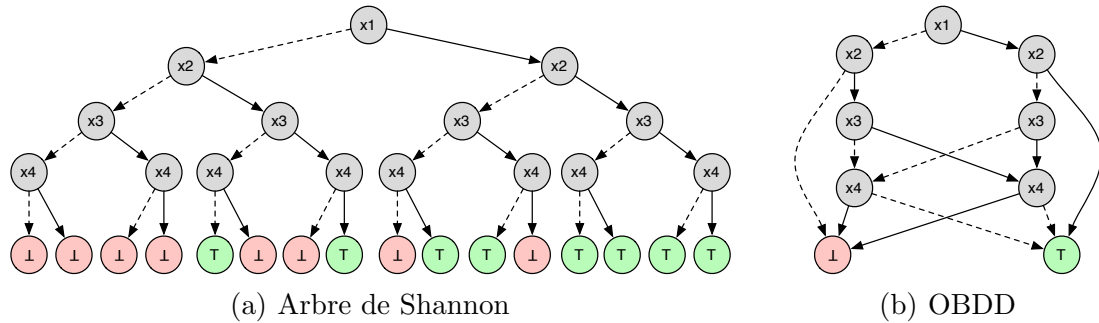 x1
x2 x2
x3 x3 x3 x3
x4 x4 x4 x4 x4 x4 x4 x4
⊥ ⊥ ⊥ ⊥ T ⊥ ⊥ T ⊥ T T ⊥ T T T T
(a) Arbre de Shannon
x1
x2 x2
x3 x3
x4 x4
⊥ T
(b) OBDD